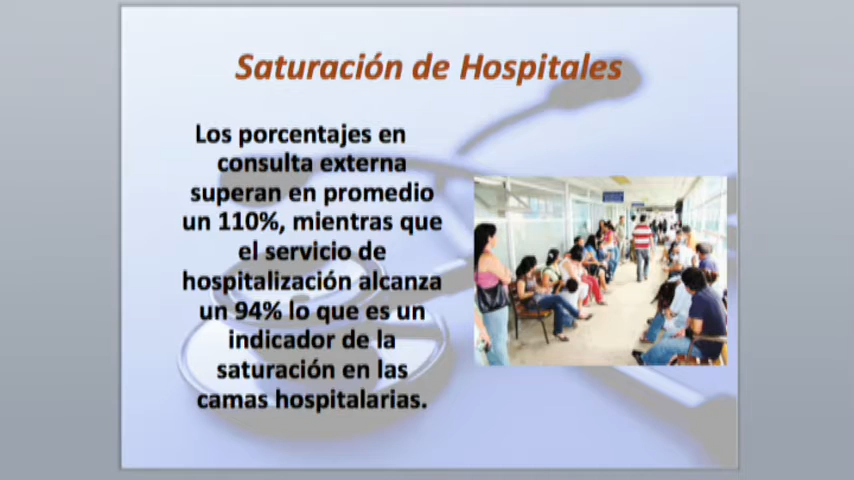 Saturación de Hospitales
Los porcentajes en
consulta externa
superan en promedio
un 110%, mientras que
el servicio de
hospitalización alcanza
un 94% lo que es un
indicador de la
saturación en las
camas hospitalarias.